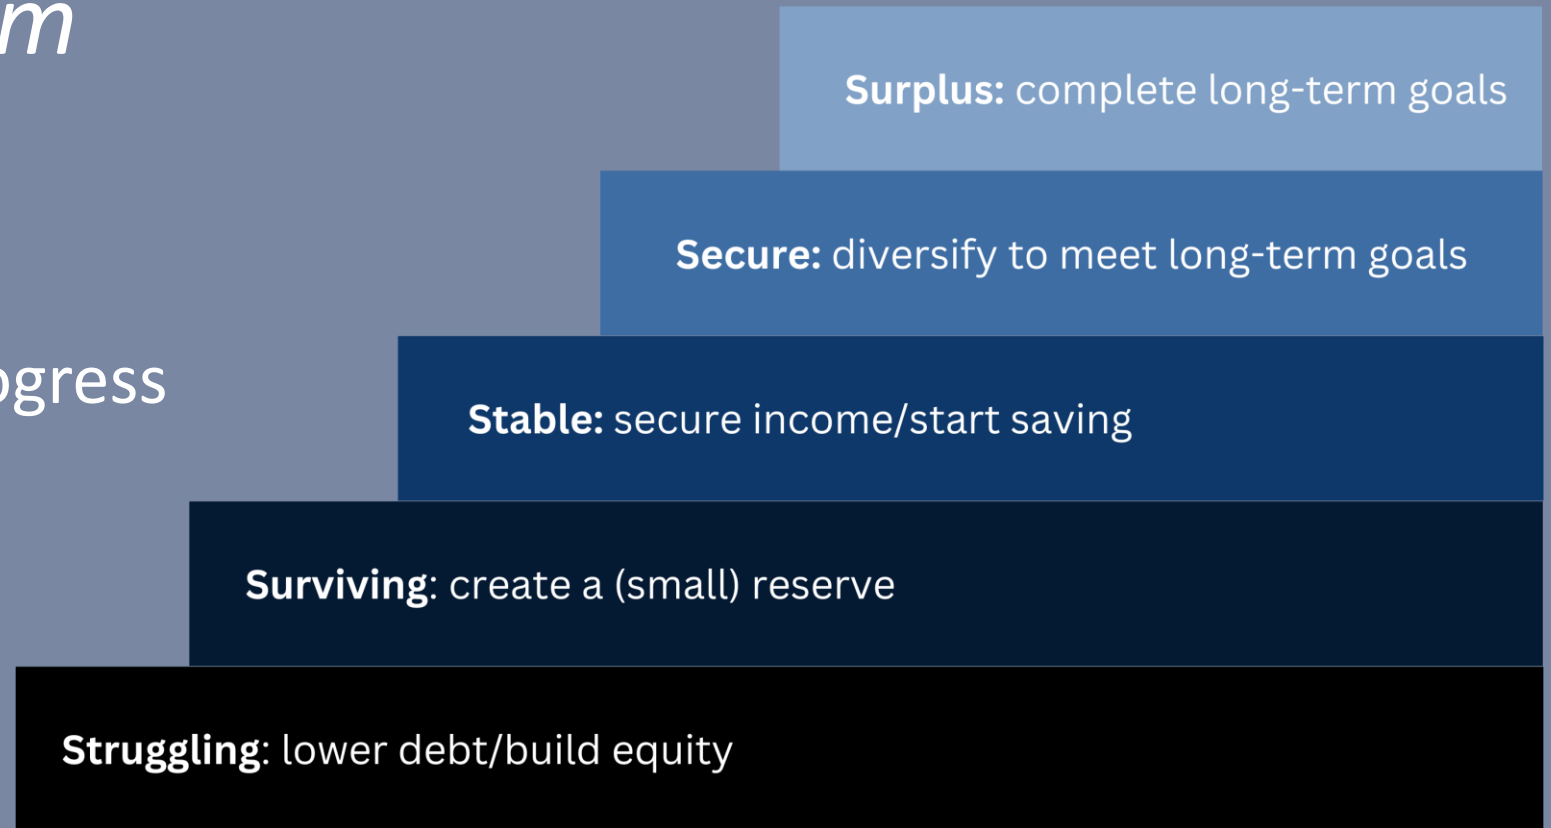 m
Surplus: complete long-term goals
Secure: diversify to meet long-term goals
ogress
Stable: secure income/start saving
Surviving: create a (small) reserve
Struggling: lower debt/build equity